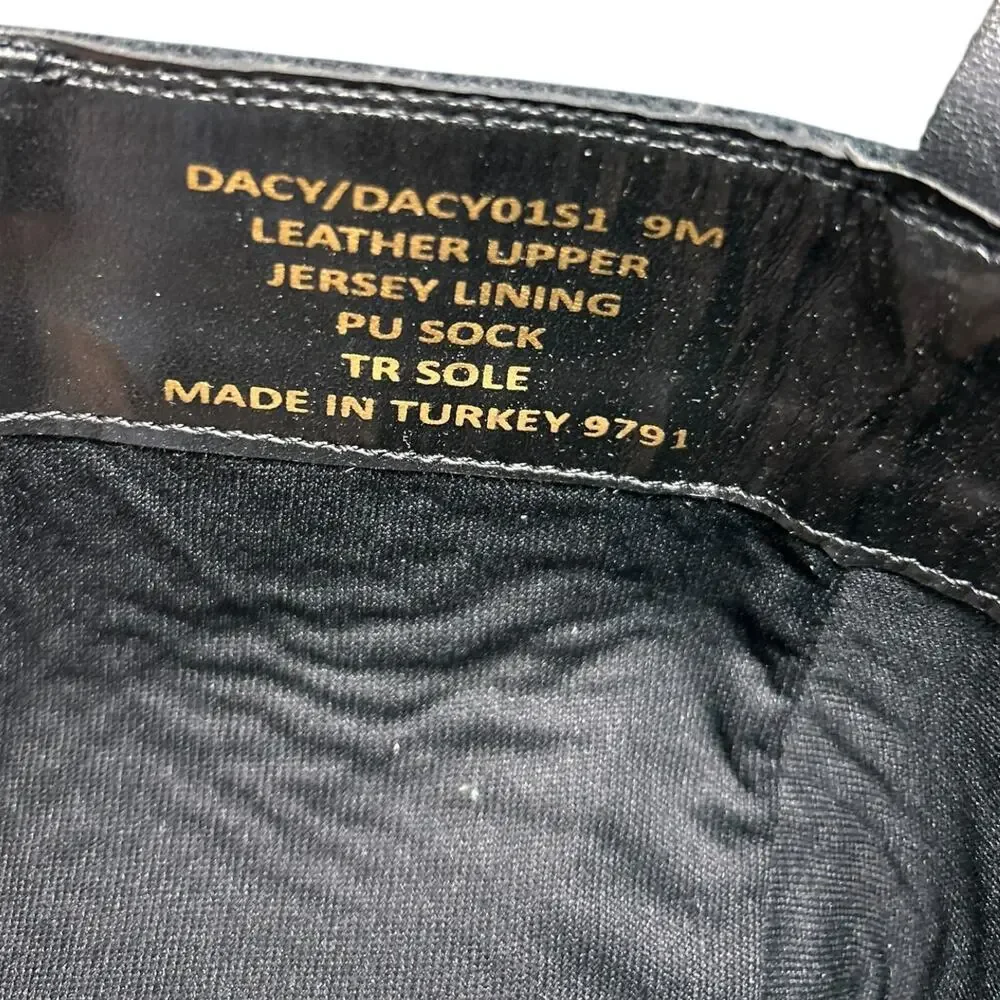 DACY/DACY01S1 9M
LEATHER UPPER
JERSEY LINING
PU SOCK
TR SOLE
MADE IN TURKEY 9791